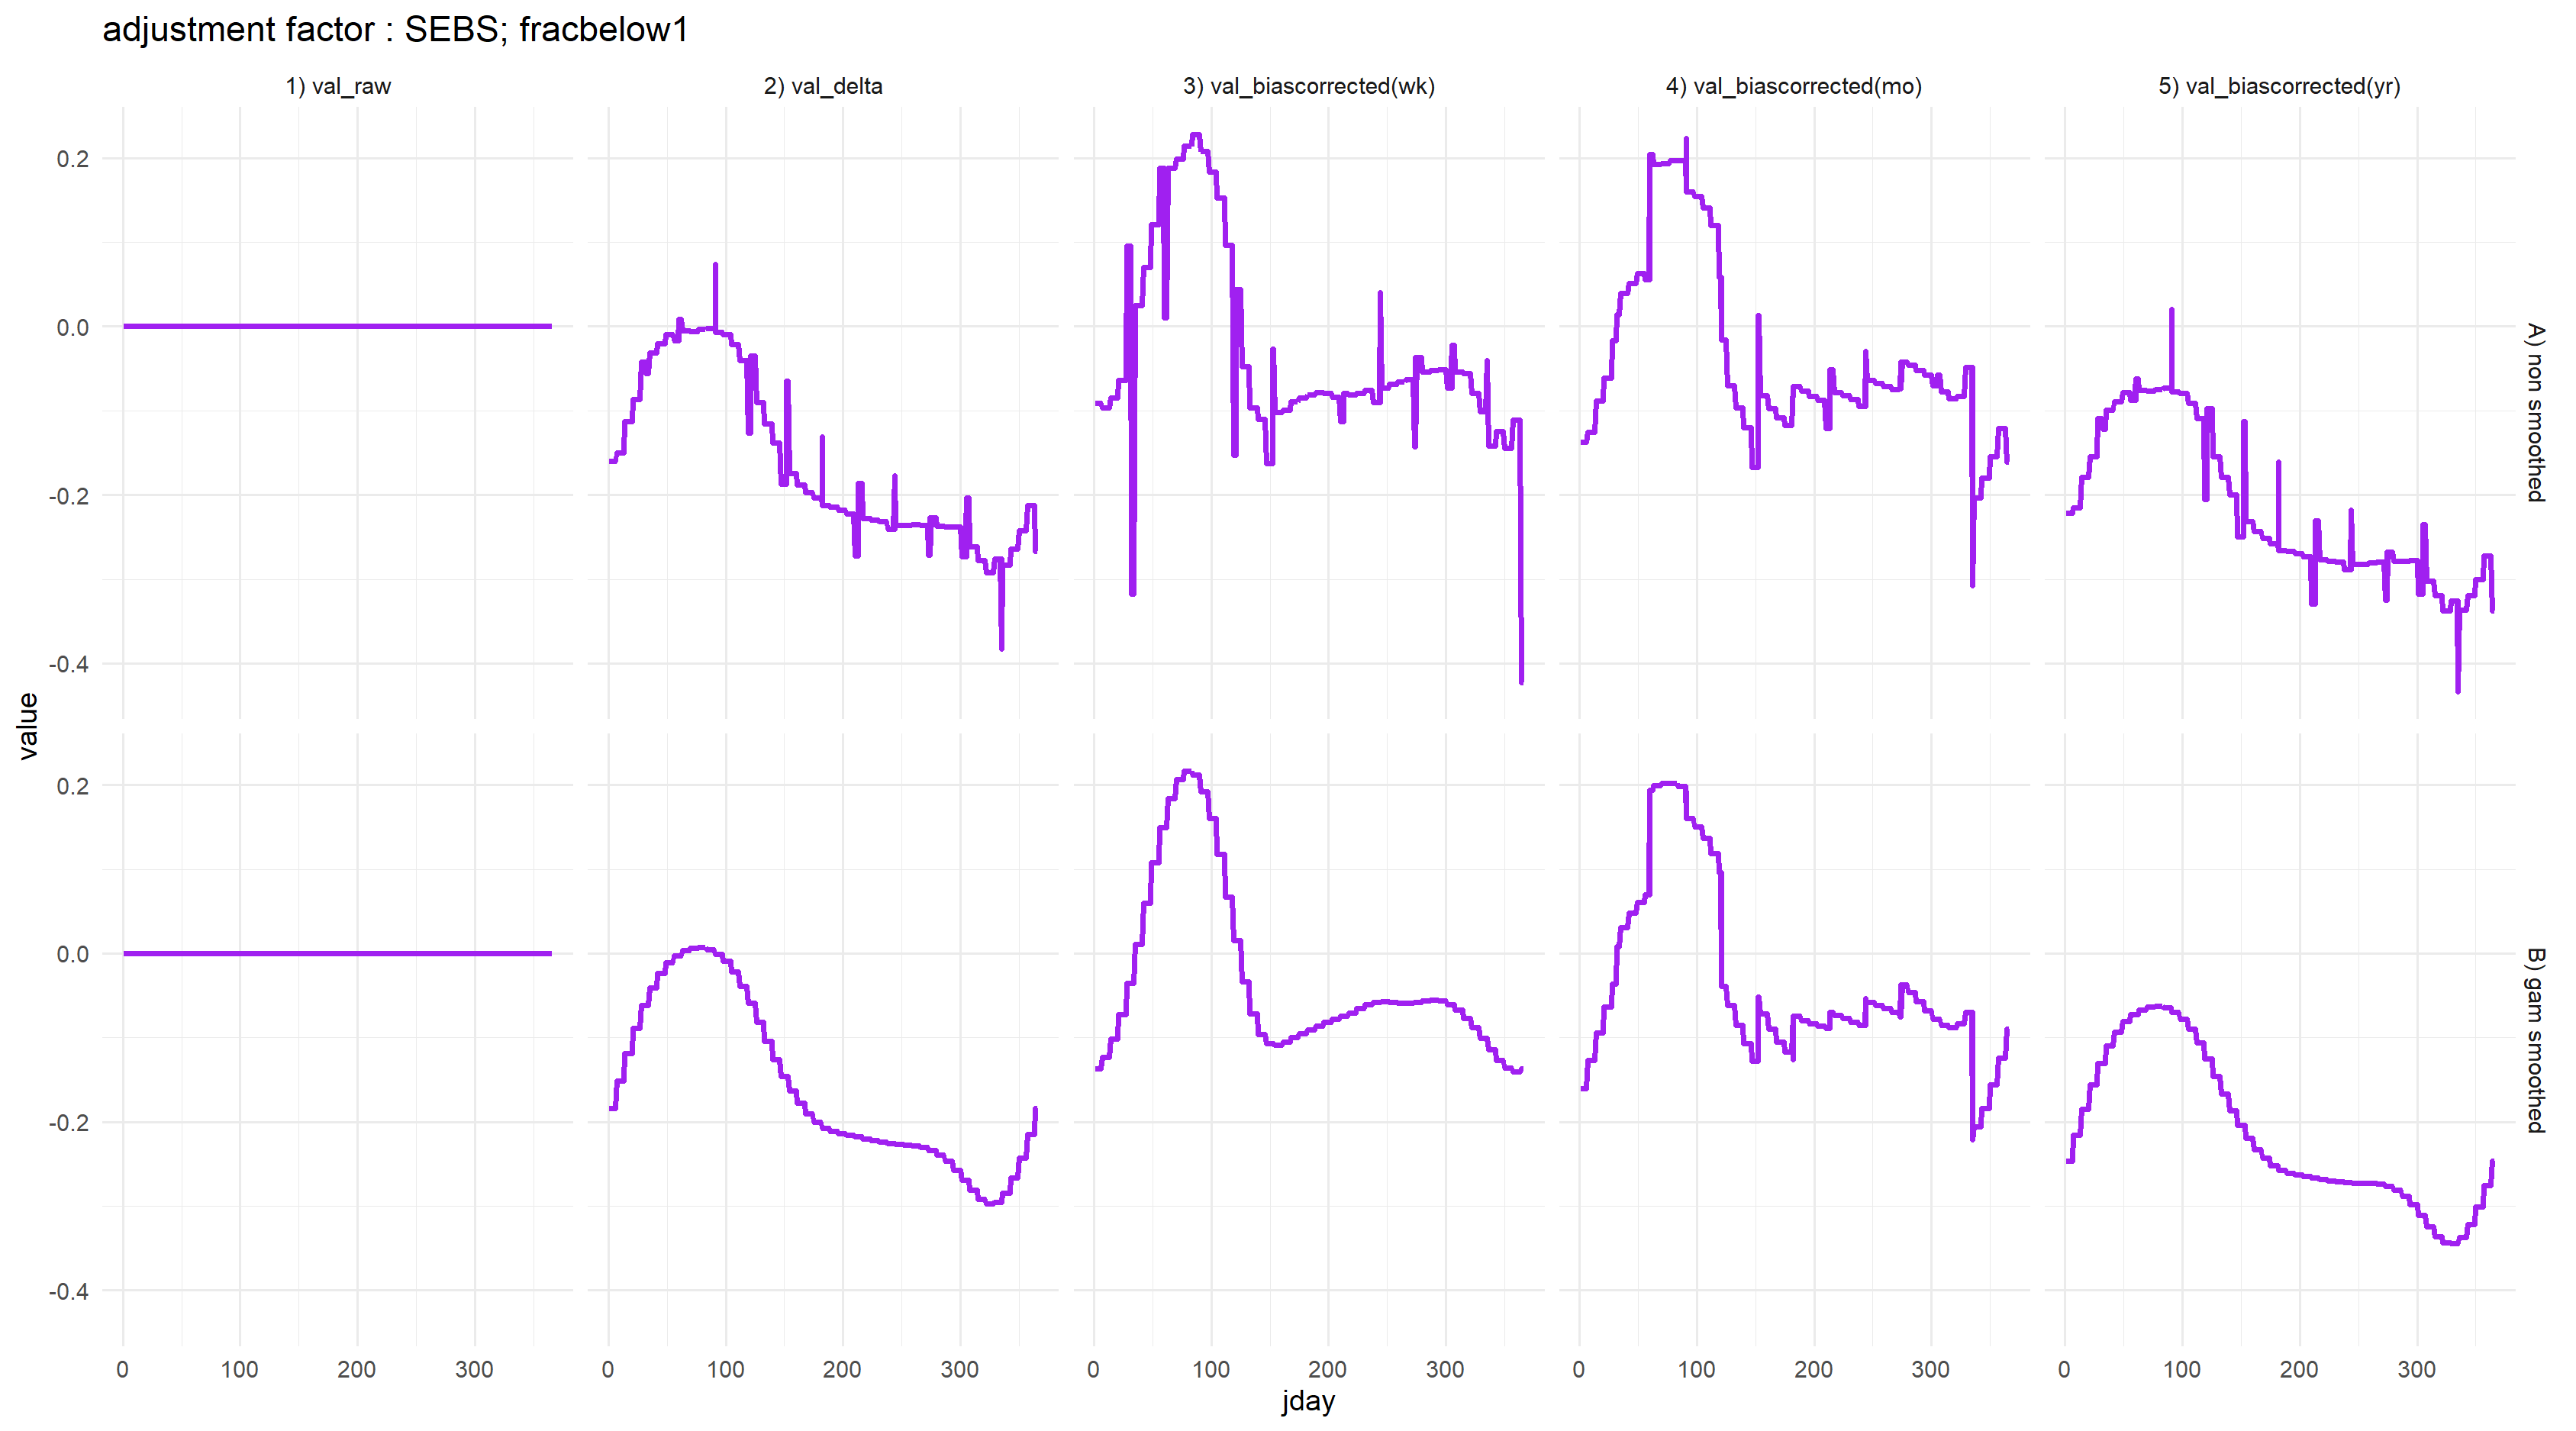 adjustment factor : SEBS; fracbelow1
1) val_raw
2) val_delta
3) val_biascorrected(wk)
4) val_biascorrected(mo)
5) val_biascorrected(yr)
0.2
0.0
-0.2
-0.4
A) non smoothed
value
0.2
0.0
-0.2
-0.4
B) gam smoothed
0 100 200 300
0 100 200 300
0 100 200 300
0 100 200 300
0 100 200 300
jday